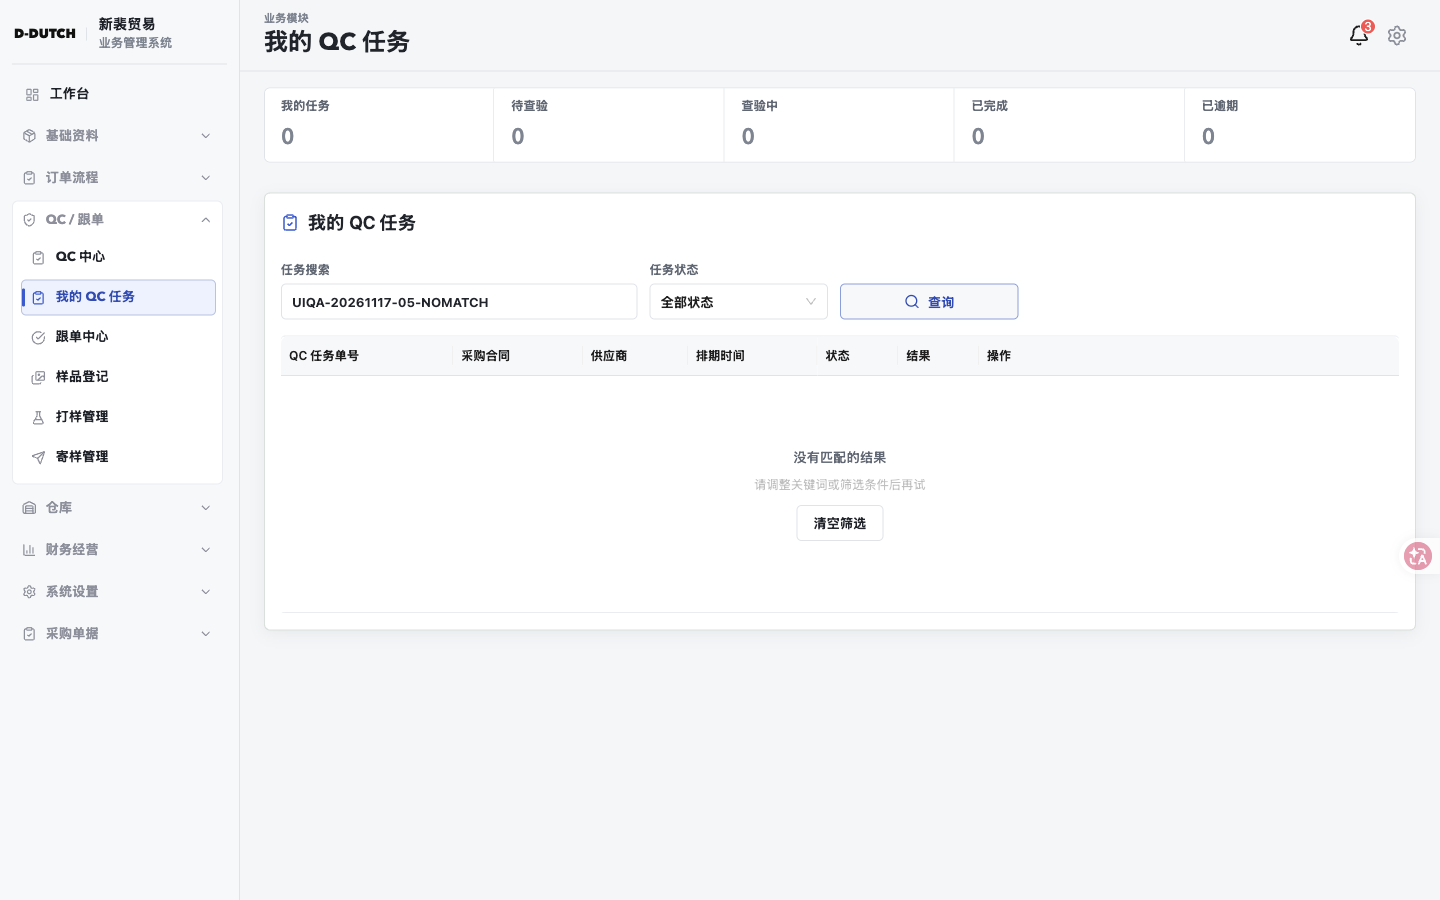 D-DUTCH
新裴贸易
业务管理系统
工作台
基础资料
订单流程
QC / 跟单
QC 中心
我的 QC 任务
跟单中心
样品登记
打样管理
寄样管理
仓库
财务经营
系统设置
采购单据
业务模块
我的 QC 任务
3
我的任务
0
待查验
0
查验中
0
已完成
0
已逾期
0
我的 QC 任务
任务搜索
任务状态
UIQA-20261117-05-NOMATCH
全部状态
查询
QC 任务单号 采购合同 供应商 排期时间 状态 结果 操作
没有匹配的结果
请调整关键词或筛选条件后再试
清空筛选